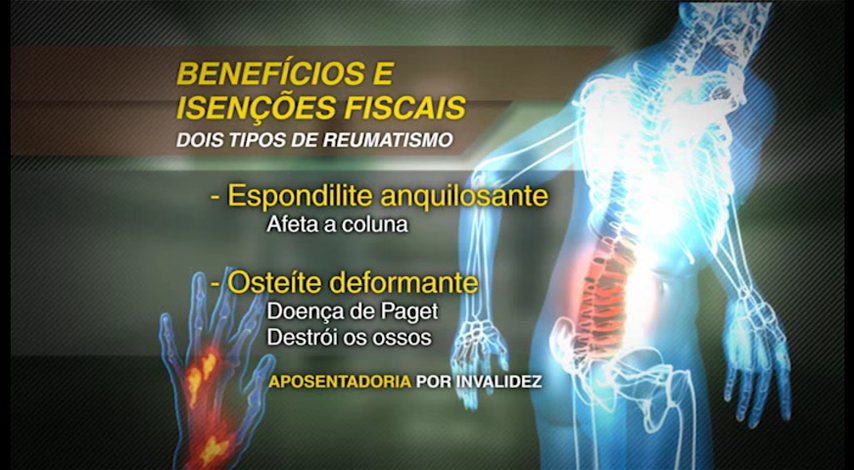 BENEFÍCIOS E
ISENÇÕES FISCAIS
DOIS TIPOS DE REUMATISMO
- Espondilite anquilosante
Afeta a coluna
- Osteíte deformante
Doença de Paget
Destrói os ossos
APOSENTADORIA POR INVALIDEZ